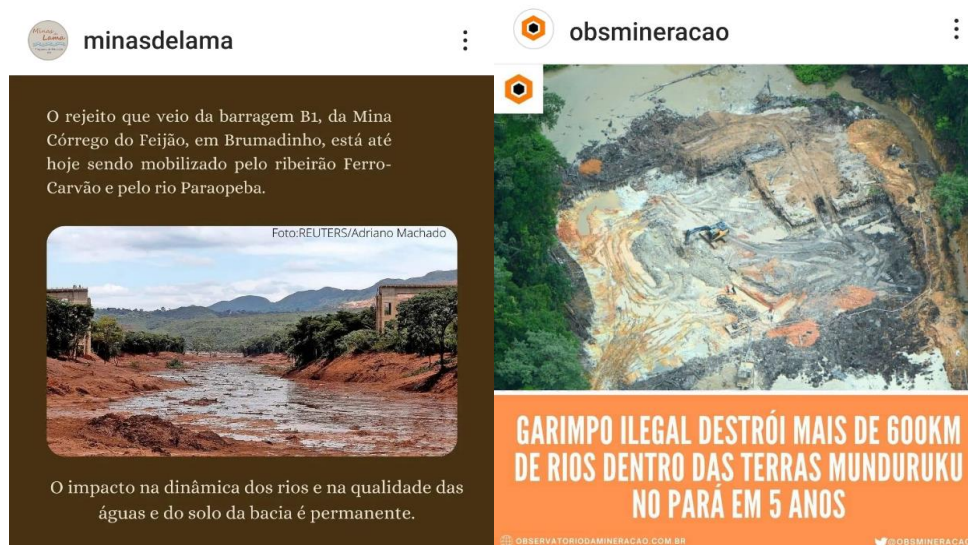 minasdelama
O rejeito que veio da barragem B1, da Mina
Córrego do Feijão, em Brumadinho, está até
hoje sendo mobilizado pelo ribeirão Ferro-
Carvão e pelo rio Paraopeba.
Foto:REUTERS/Adriano Machado
O impacto na dinâmica dos rios e na qualidade das
águas e do solo da bacia é permanente.
obsmineracao
GARIMPO ILEGAL DESTRÓI MAIS DE 600KM
DE RIOS DENTRO DAS TERRAS MUNDURUKU
NO PARÁ EM 5 ANOS
OBSERVATORIODAMINERACAO.COM.BR
@OBSMINERACAO